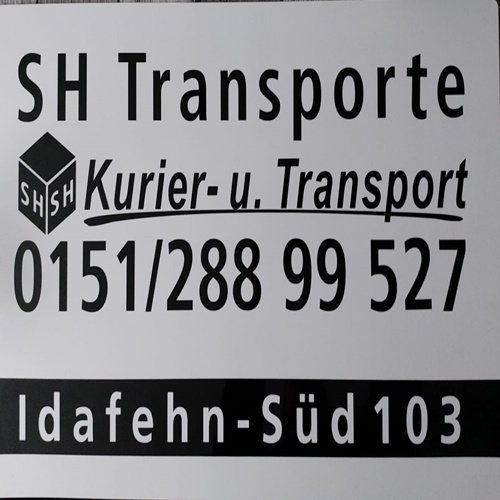 SH Transporte
SH SH Kurier- u. Transport
0151/288 99 527
Idafehn-Süd 103